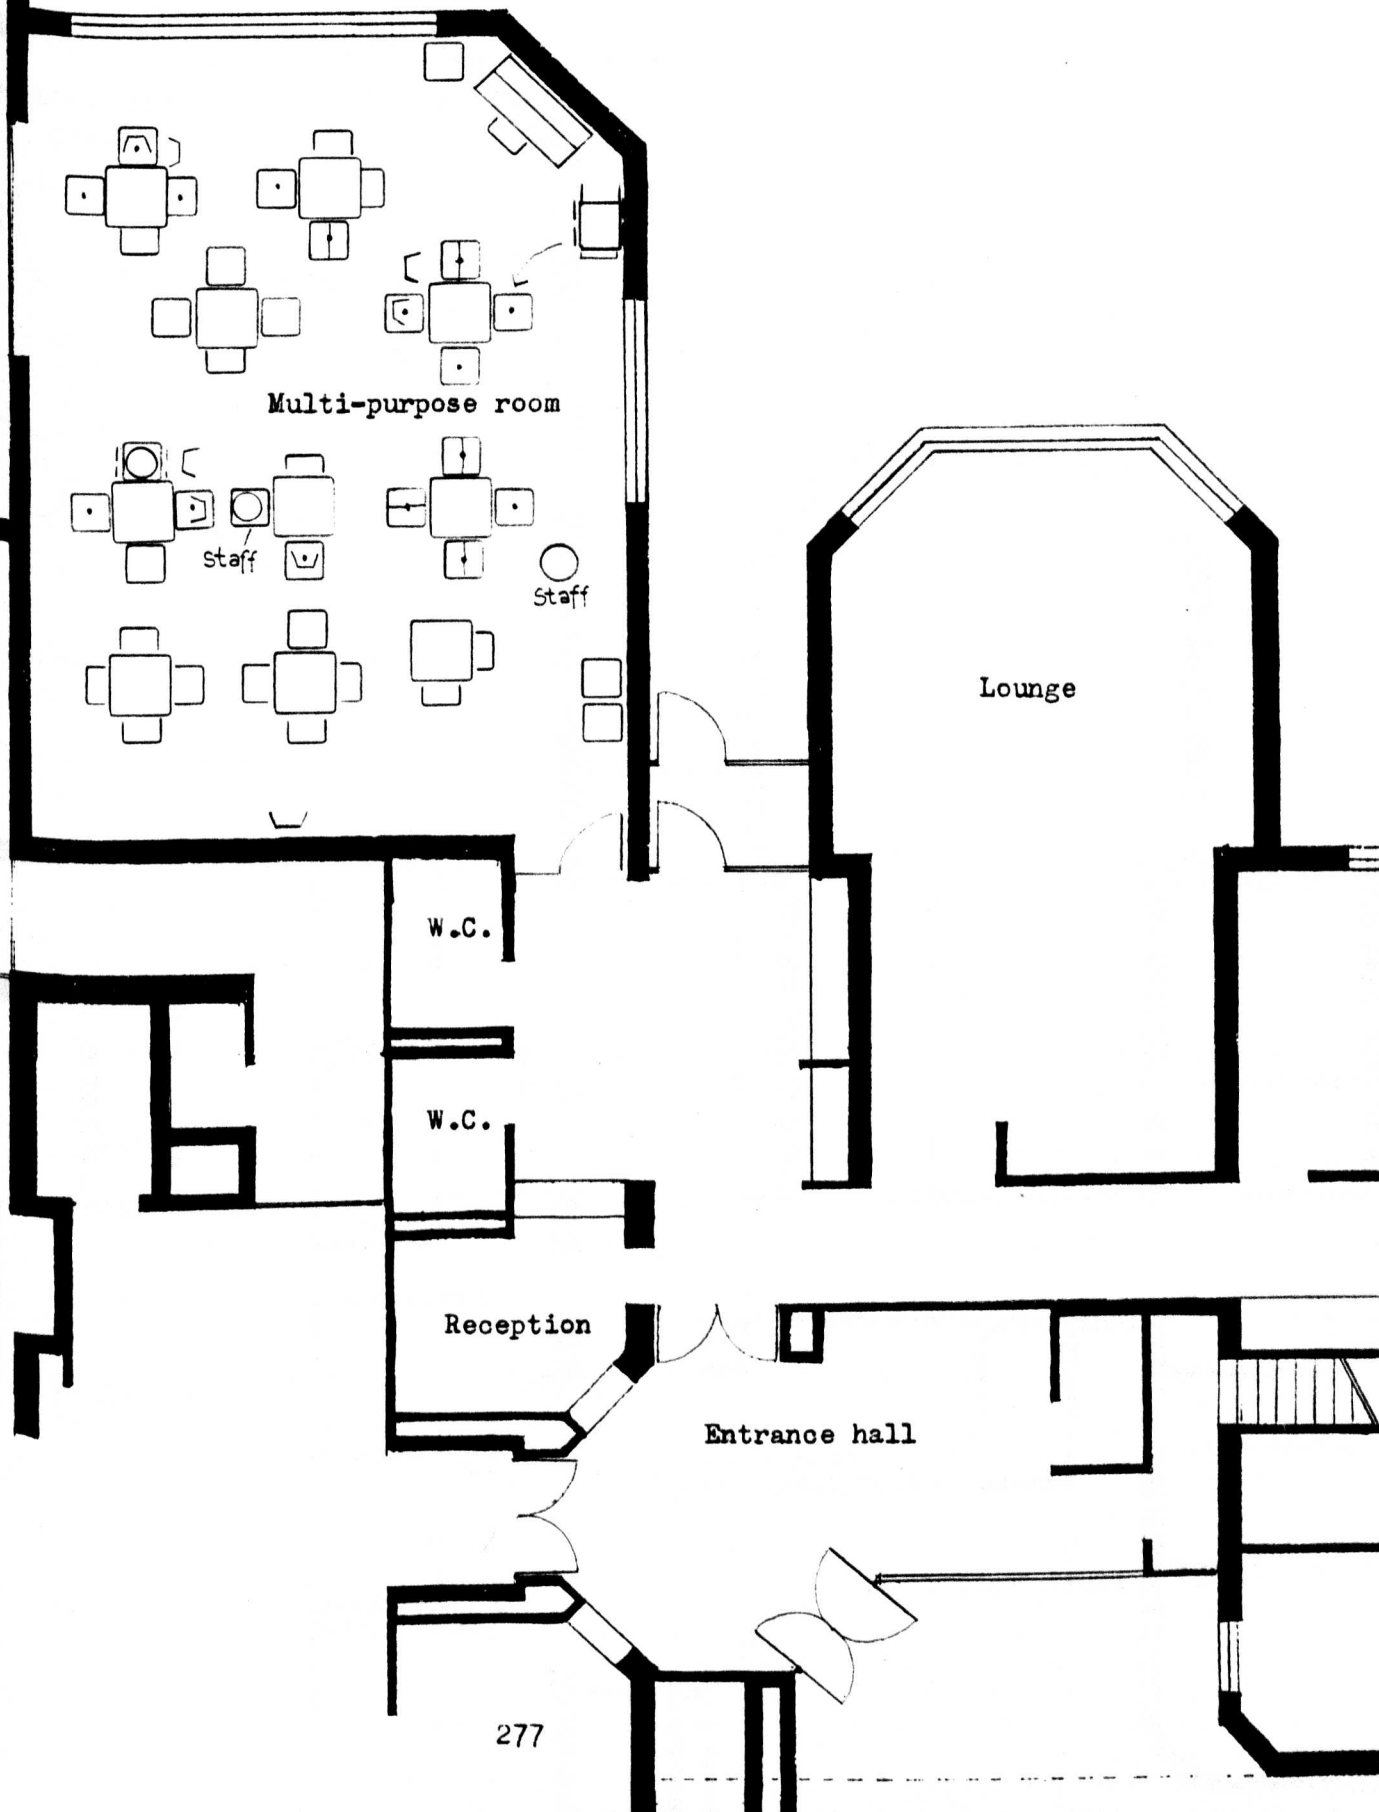 Multi-purpose room
Staff
Staff
Lounge
W.C.
W.C.
Reception
Entrance hall
277